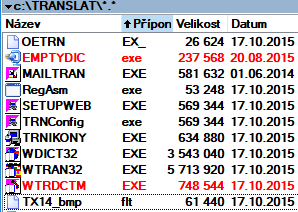 c:\TRANSLAT\*.*
Název Přípon Velikost Datum
OETRN EX_ 26 624 17.10.2015
EMPTYDIC exe 237 568 20.08.2015
MAILTRAN EXE 581 632 01.06.2014
RegAsm exe 53 248 17.10.2015
SETUPWEB EXE 569 344 17.10.2015
TRNConfig exe 569 344 17.10.2015
TRNIKONY EXE 634 880 17.10.2015
WDICT32 EXE 3 543 040 17.10.2015
WTRAN32 EXE 5 713 920 17.10.2015
WTRDCTM EXE 748 544 17.10.2015
TX14_bmp flt 61 440 17.10.2015